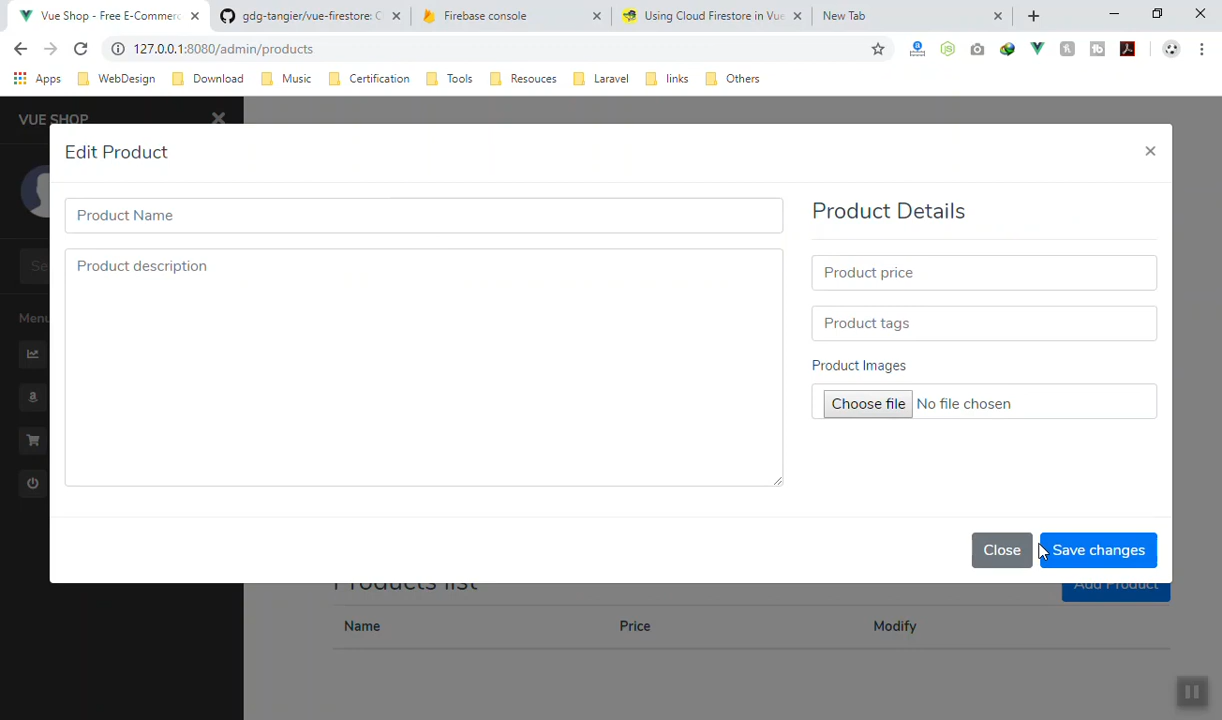 Vue Shop - Free E-Commerc
gdg-tangier/vue-firestore: C
Firebase console
Using Cloud Firestore in Vue
New Tab
127.0.0.1:8080/admin/products
Apps
WebDesign
Download
Music
Certification
Tools
Resouces
Laravel
links
Others
VUE SHOP
Edit Product
Product Name
Product description
Product Details
Product price
Product tags
Product Images
Choose file No file chosen
Se
Menu
Close
Save changes
Products list
Add Product
Name Price Modify